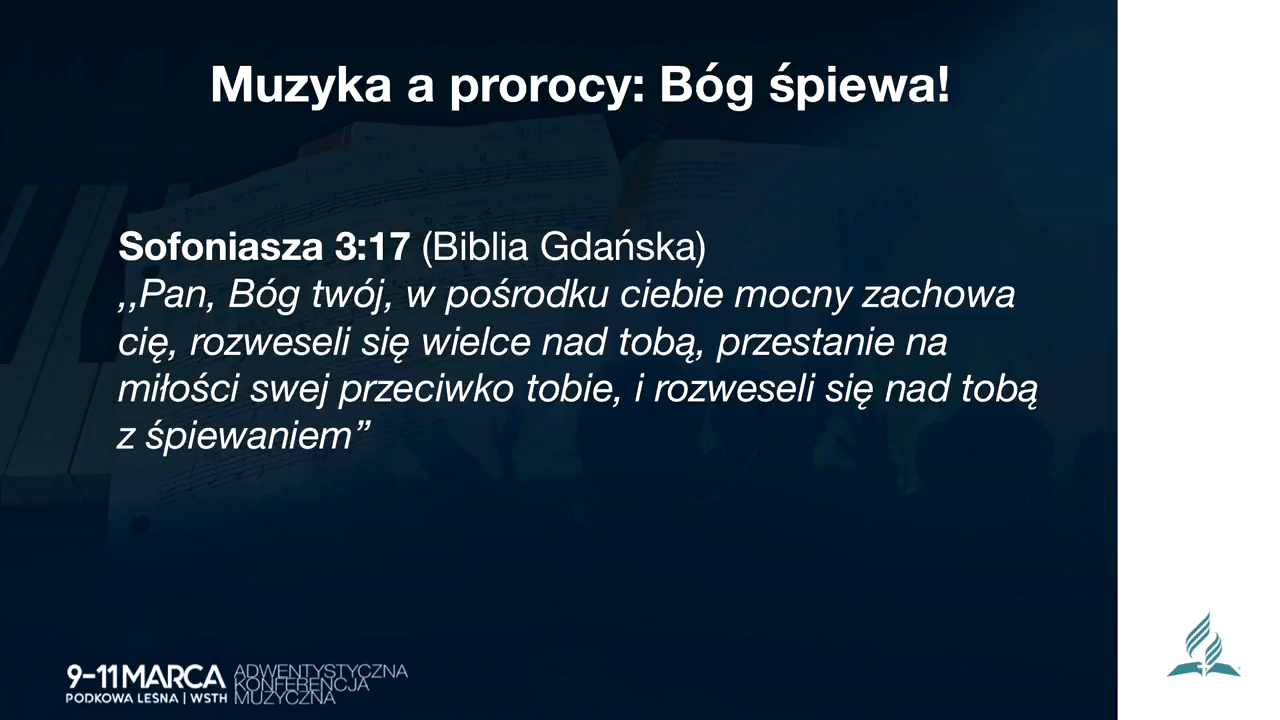 Muzyka a prorocy: Bóg śpiewa!
Sofoniasza 3:17 (Biblia Gdańska)
,,Pan, Bóg twój, w pośrodku ciebie mocny zachowa
cię, rozweseli się wielce nad tobą, przestanie na
miłości swej przeciwko tobie, i rozweseli się nad tobą
z śpiewaniem”
9-11 MARCA
PODKOWA LEŚNA | WSTH
ADWENTYSTYCZNA
KONFERENCJA
MUZYCZNA